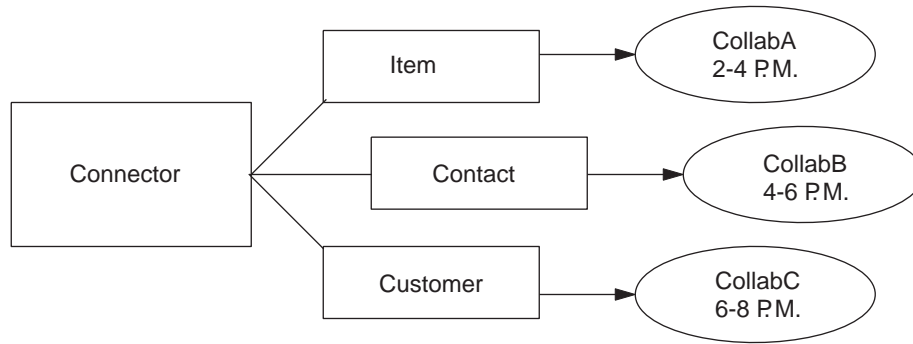 Connector
Item
CollabA
2-4 P.M.
Contact
CollabB
4-6 P.M.
Customer
CollabC
6-8 P.M.